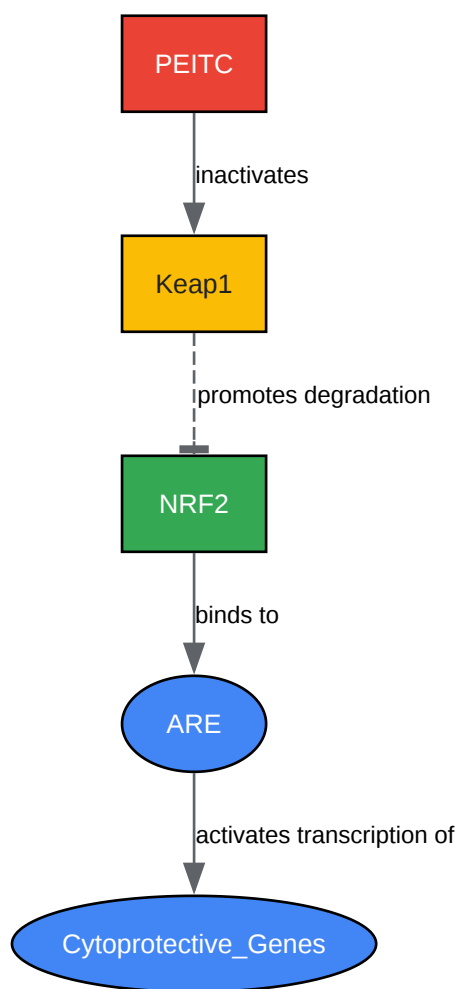 PEITC
inactivates
Keap1
promotes degradation
NRF2
binds to
ARE
activates transcription of
Cytoprotective_Genes